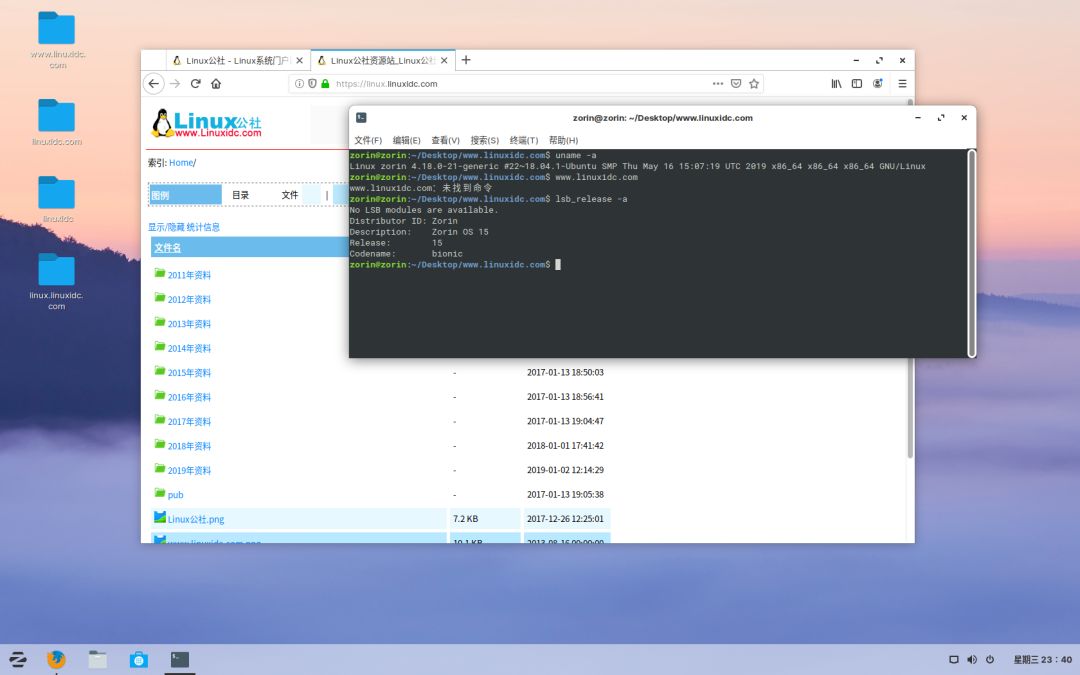 www.linuxidc.
com
linuxidc.com
linuxidc
linux.linuxidc.
com
Linux公社 - Linux系统门户
Linux公社资源站_Linux公
https://linux.linuxidc.com
Linux公社
www.Linuxidc.com
索引: Home/
图例 目录 文件 |
显示/隐藏 统计信息
文件名
2011年资料
2012年资料
2013年资料
2014年资料
2015年资料 - 2017-01-13 18:50:03
2016年资料 - 2017-01-13 18:56:41
2017年资料 - 2017-01-13 19:04:47
2018年资料 - 2018-01-01 17:41:42
2019年资料 - 2019-01-02 12:14:29
pub - 2017-01-13 19:05:38
Linux公社.png 7.2 KB 2017-12-26 12:25:01
zorin@zorin: ~/Desktop/www.linuxidc.com
文件(F) 编辑(E) 查看(V) 搜索(S) 终端(T) 帮助(H)
zorin@zorin:~/Desktop/www.linuxidc.com$ uname -a
Linux zorin 4.18.0-21-generic #22~18.04.1-Ubuntu SMP Thu May 16 15:07:19 UTC 2019 x86_64 x86_64 x86_64 GNU/Linux
zorin@zorin:~/Desktop/www.linuxidc.com$ www.linuxidc.com
www.linuxidc.com：未找到命令
zorin@zorin:~/Desktop/www.linuxidc.com$ lsb_release -a
No LSB modules are available.
Distributor ID: Zorin
Description: Zorin OS 15
Release: 15
Codename: bionic
zorin@zorin:~/Desktop/www.linuxidc.com$
星期三 23：40